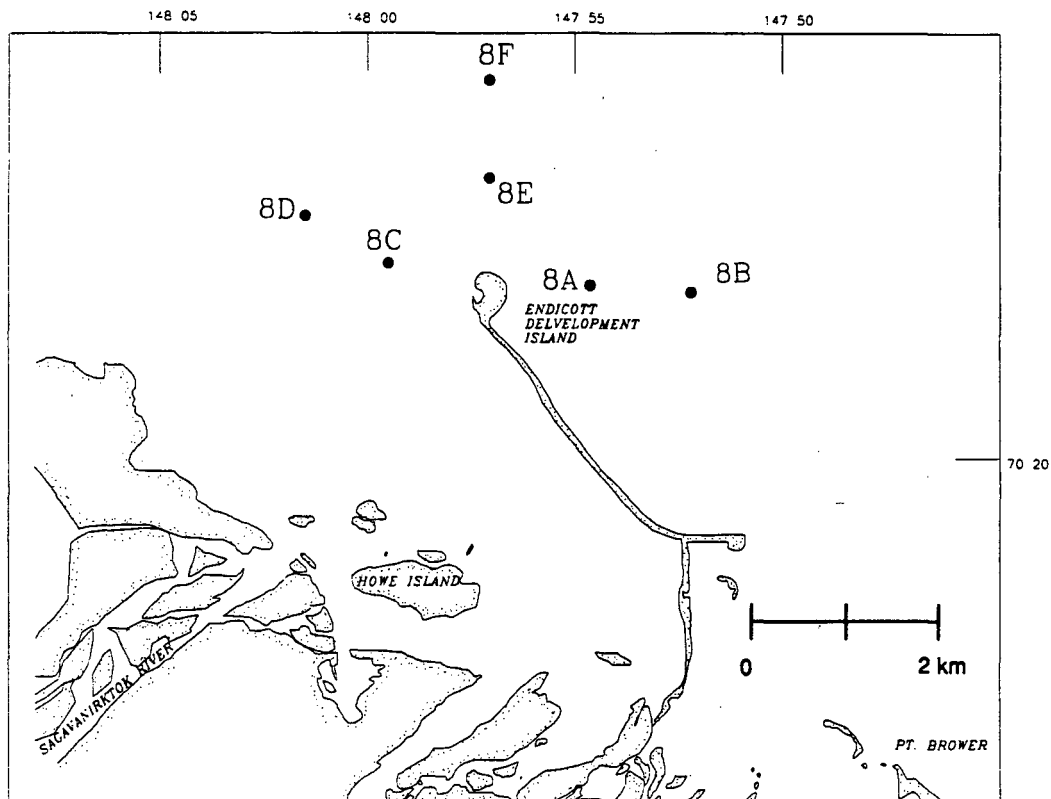 148 05
148 00
147 55
147 50
8F
8E
8D
8C
8A
8B
ENDICOTT
DELVELOPMENT
ISLAND
70 20
HOWE ISLAND
0
2 km
SAGAVANIRKTOK RIVER
PT. BROWER